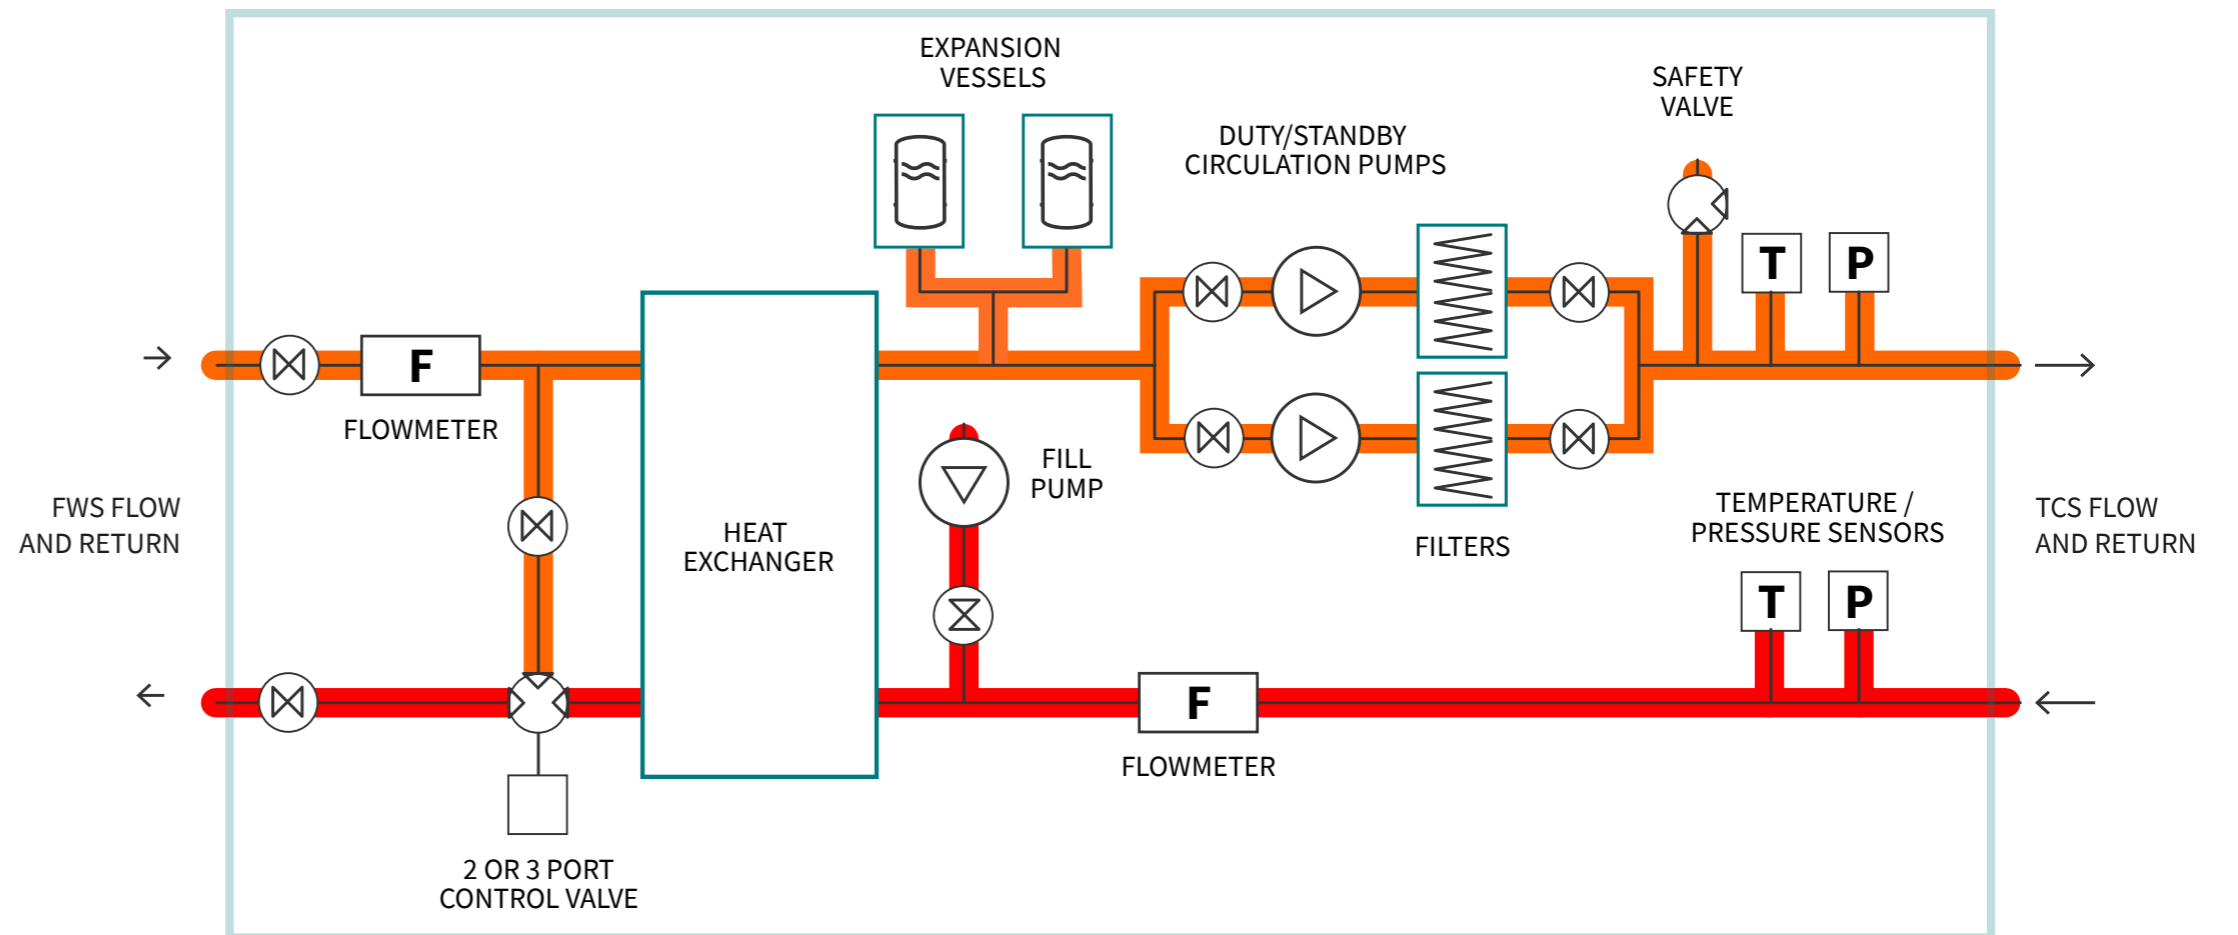 EXPANSION
VESSELS
SAFETY
VALVE
DUTY/STANDBY
CIRCULATION PUMPS
T
P
F
FLOWMETER
FILL
PUMP
FWS FLOW
AND RETURN
HEAT
EXCHANGER
FILTERS
TEMPERATURE /
PRESSURE SENSORS
TCS FLOW
AND RETURN
T
P
F
FLOWMETER
2 OR 3 PORT
CONTROL VALVE